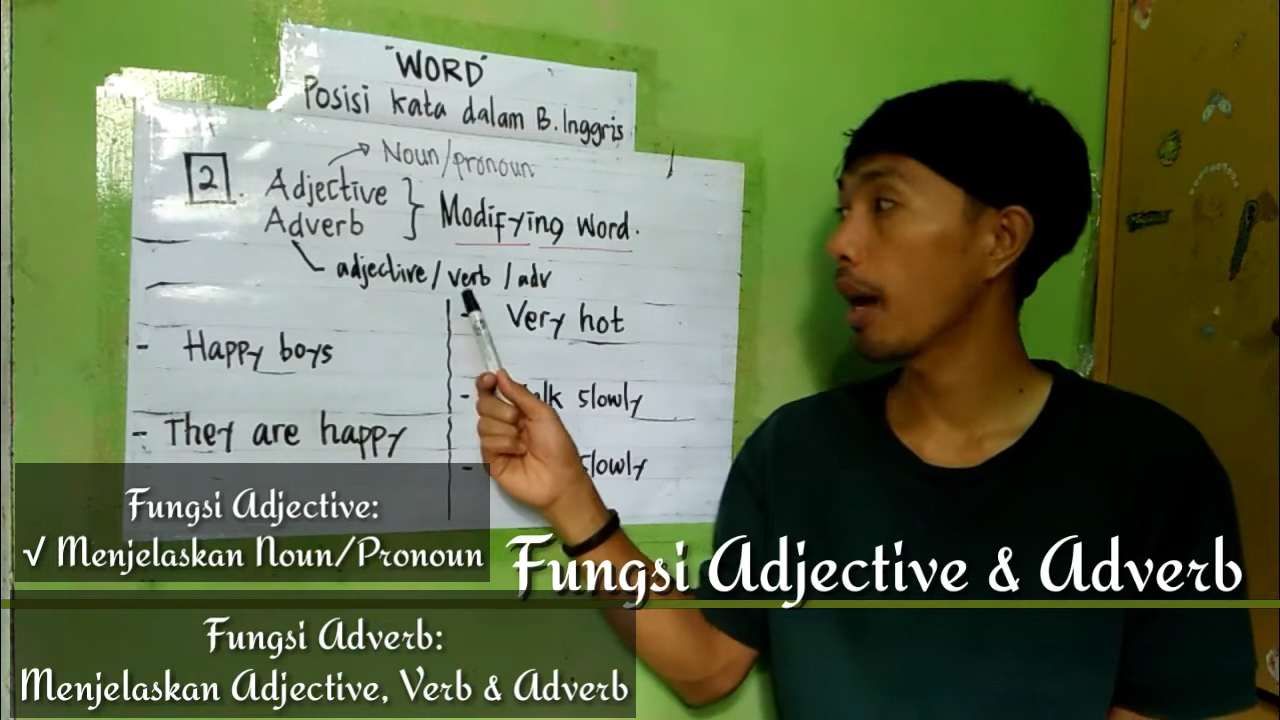 "WORD"
Posisi kata dalam B. Inggris
Noun/pronoun
2. Adjective
Adverb } Modifying word.
adjective / verb / adv
- Very hot
- Happy boys
- slowly
- They are happy
- slowly
Fungsi Adjective:
√ Menjelaskan Noun/Pronoun
Fungsi Adjective & Adverb
Fungsi Adverb:
Menjelaskan Adjective, Verb & Adverb